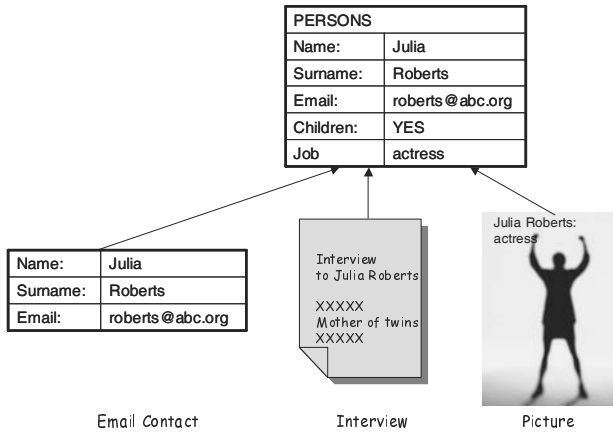 PERSONS
Name: Julia
Surname: Roberts
Email: roberts@abc.org
Children: YES
Job actress
Name: Julia
Surname: Roberts
Email: roberts@abc.org
Interview
to Julia Roberts
XXXXX
Mother of twins
XXXXX
Julia Roberts:
actress
Email Contact
Interview
Picture